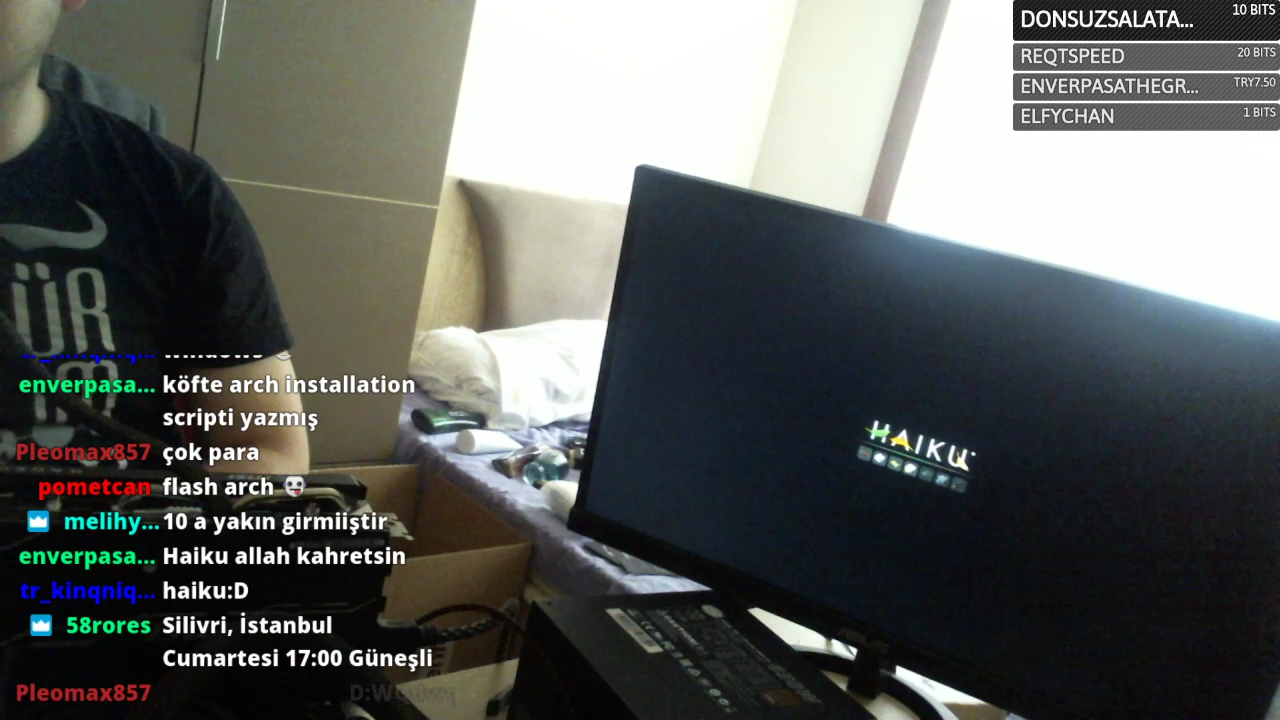 DONSUZSALATA... 10 BITS
REQTSPEED 20 BITS
ENVERPASATHEGR... TRY7.50
ELFYCHAN 1 BITS
HAIKU
ÜR
enverpasa... köfte arch installation
scripti yazmış
Pleomax857 çok para
pometcan flash arch
melihy... 10 a yakın girmiiştir
enverpasa... Haiku allah kahretsin
tr_kinqniq... haiku:D
58rores Silivri, İstanbul
Cumartesi 17:00 Güneşli
Pleomax857